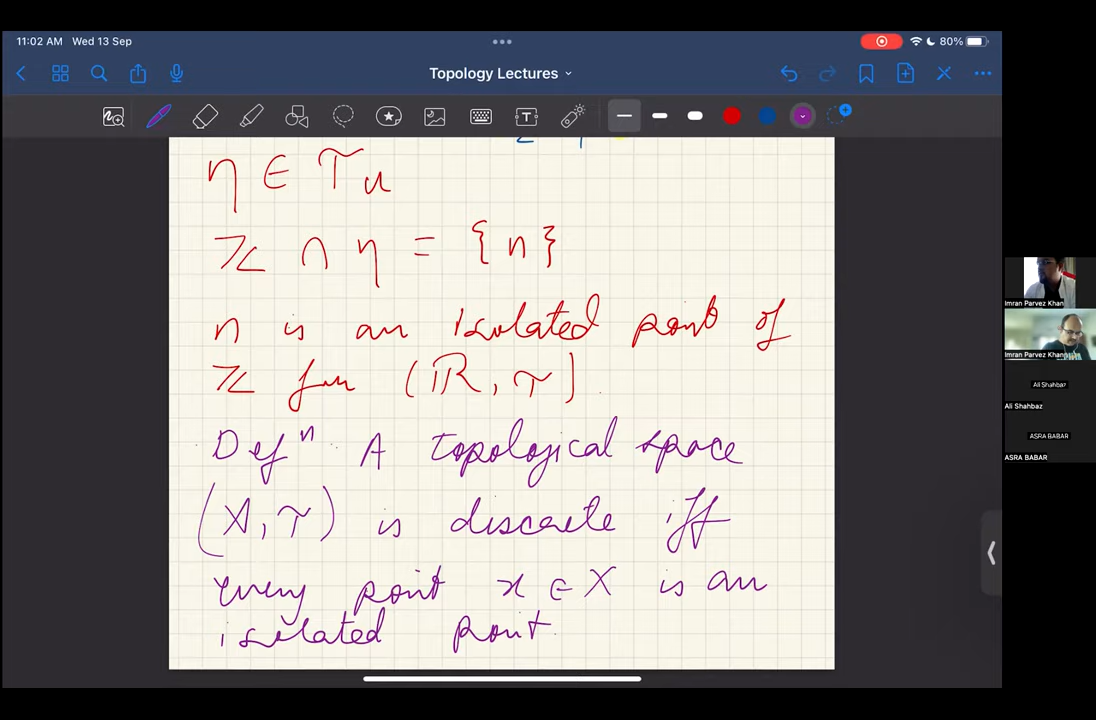 11:02 AM Wed 13 Sep
80%
Topology Lectures
η ∈ τu
ℤ ∩ η = {n}
n is an isolated point of
ℤ for (ℝ, τ)
Defⁿ: A topological space
(X, τ) is discrete iff
every point x ∈ X is an
isolated point.
Imran Parvez Khan
Imran Parvez Khan
Ali Shahbaz
Ali Shahbaz
ASRA BABAR
ASRA BABAR